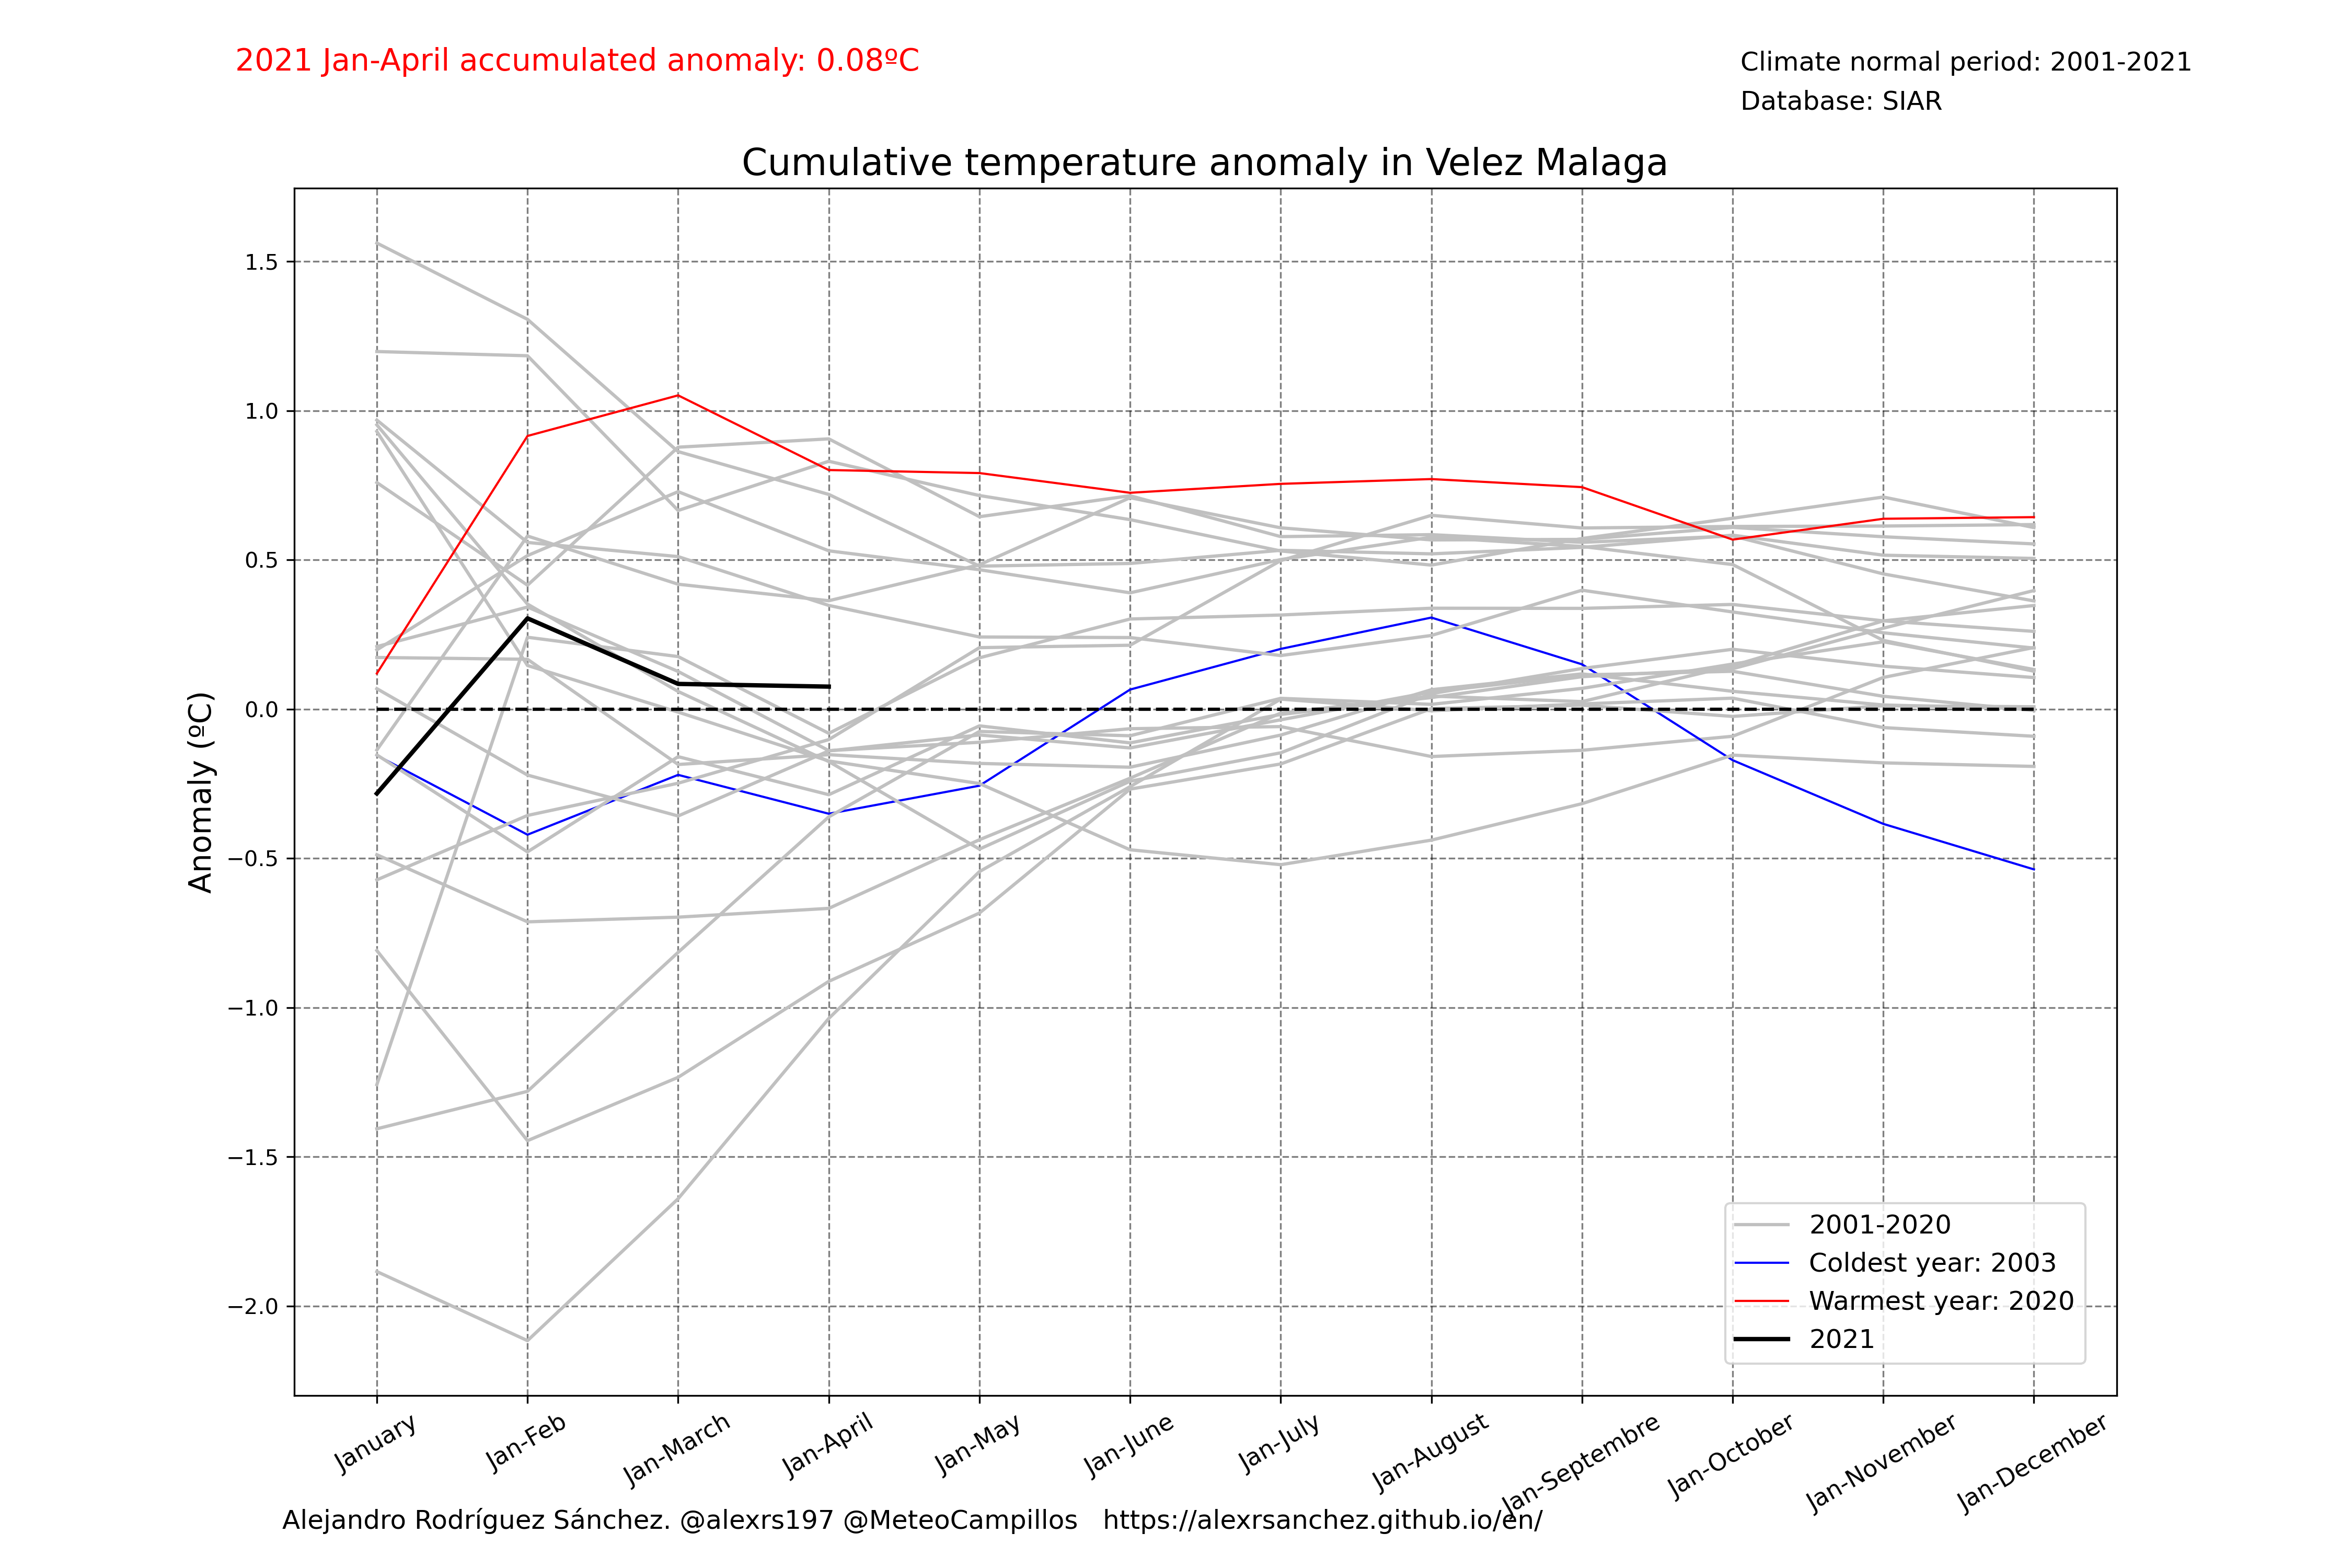 2021 Jan-April accumulated anomaly: 0.08ºC
Climate normal period: 2001-2021
Database: SIAR
Cumulative temperature anomaly in Velez Malaga
Anomaly (ºC)
1.5
1.0
0.5
0.0
−0.5
−1.0
−1.5
−2.0
2001-2020
Coldest year: 2003
Warmest year: 2020
2021
January
Jan-Feb
Jan-March
Jan-April
Jan-May
Jan-June
Jan-July
Jan-August
Jan-Septembre
Jan-October
Jan-November
Jan-December
Alejandro Rodríguez Sánchez. @alexrs197 @MeteoCampillos https://alexrsanchez.github.io/en/